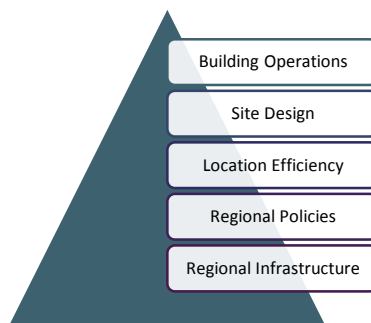 Building Operations
Site Design
Location Efficiency
Regional Policies
Regional Infrastructure